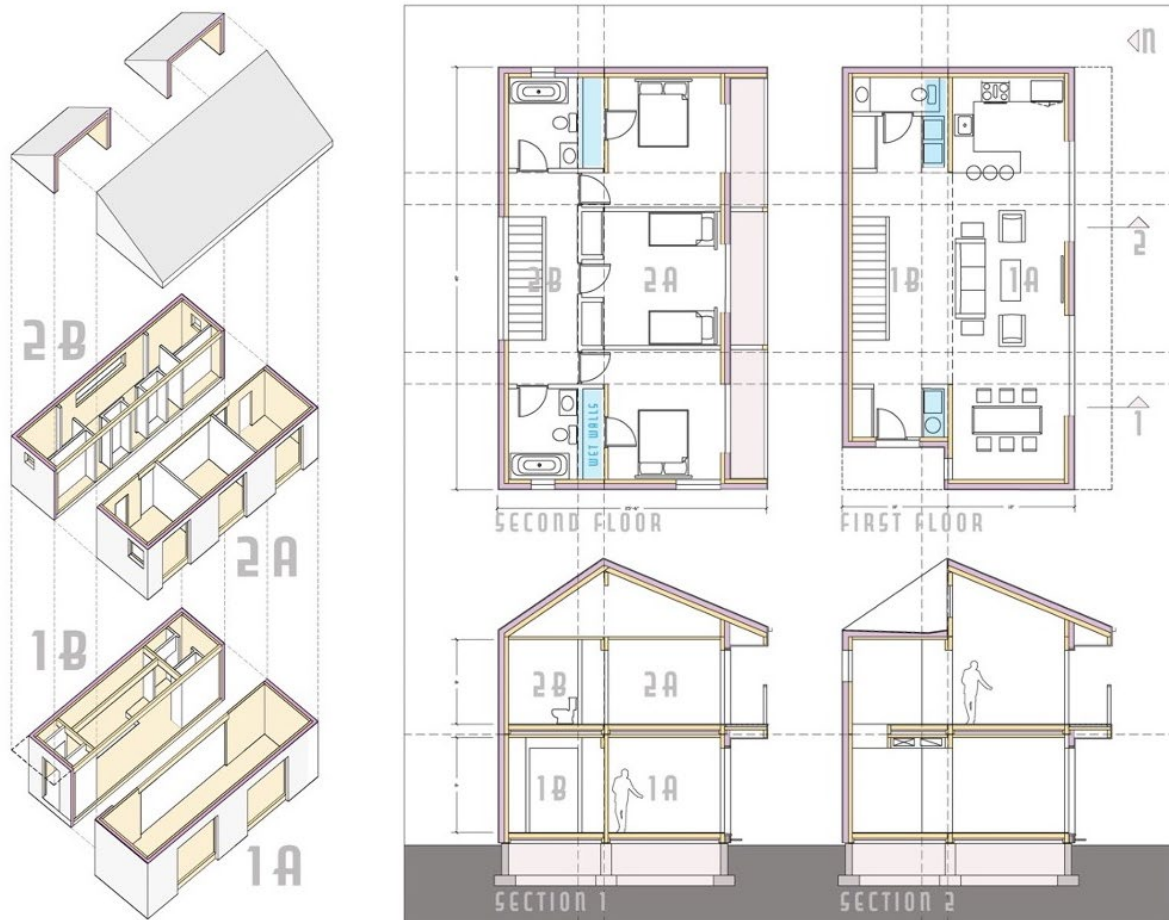 2B
2A
1B
1A
N
2B
2A
WET WALLS
SECOND FLOOR
1B
1A
2
1
FIRST FLOOR
2B
2A
1B
1A
SECTION 1
SECTION 2